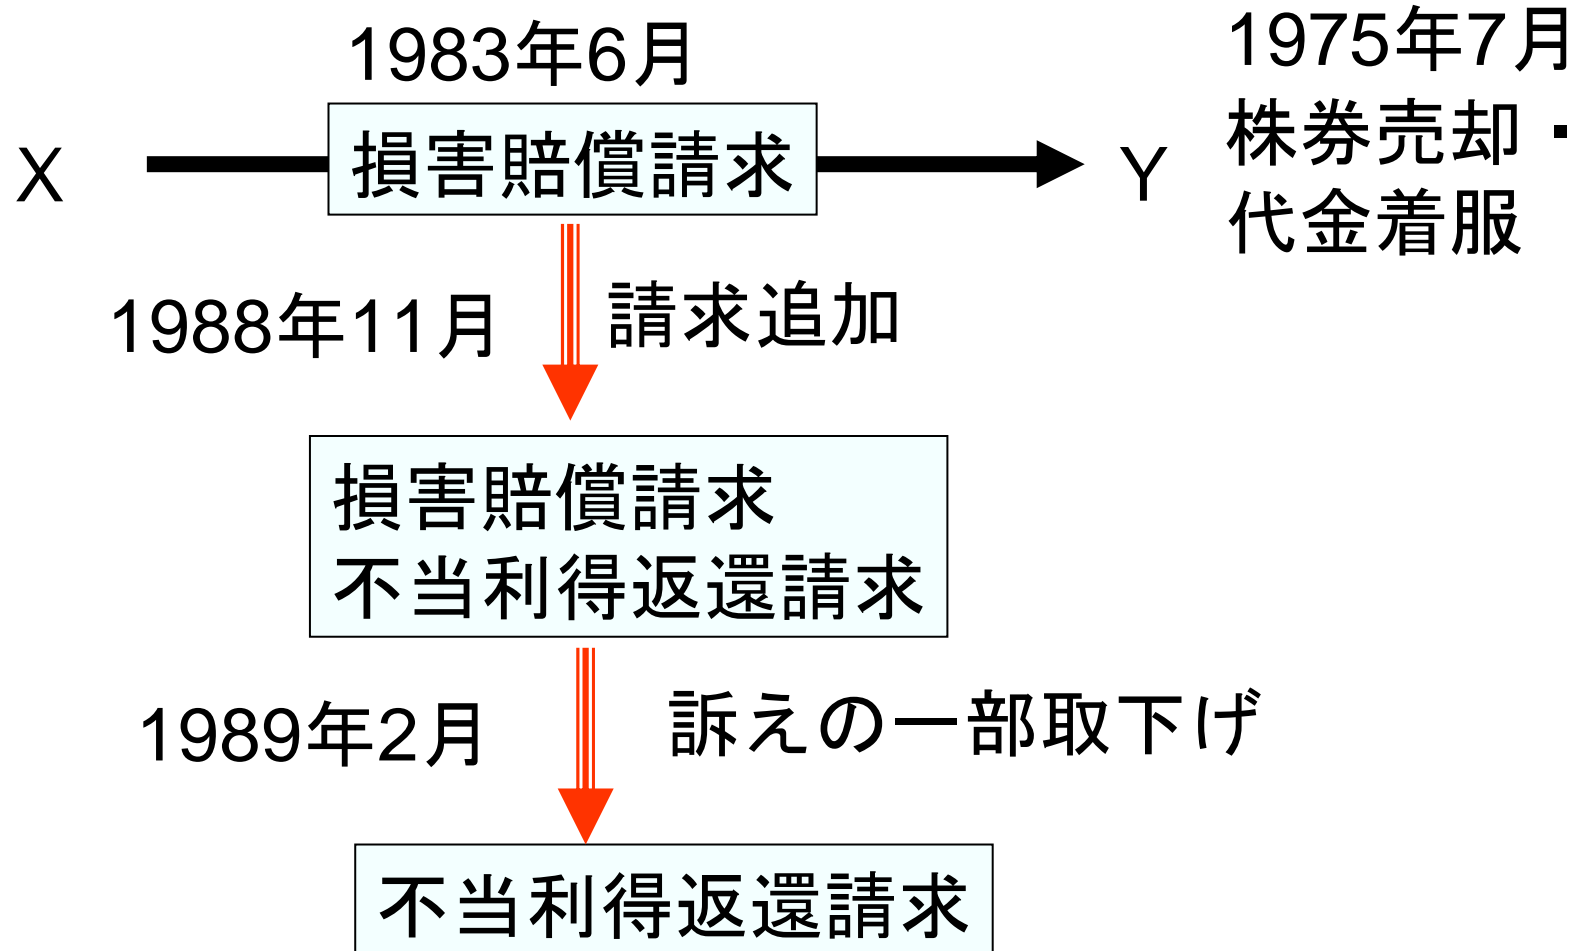 1983年6月
1975年7月
株券売却・
代金着服
X
損害賠償請求
Y
1988年11月
請求追加
損害賠償請求
不当利得返還請求
1989年2月
訴えの一部取下げ
不当利得返還請求